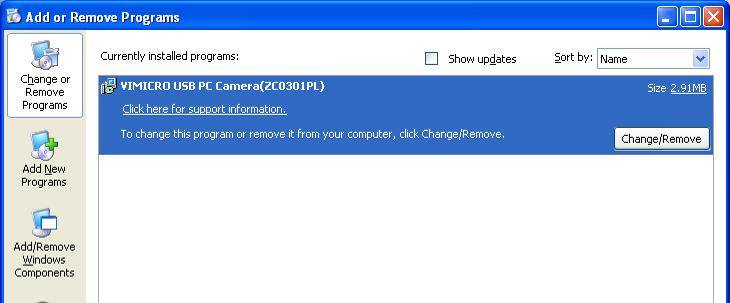 Add or Remove Programs
Change or
Remove
Programs
Add New
Programs
Add/Remove
Windows
Components
Currently installed programs:
Show updates
Sort by:
Name
VIMICRO USB PC Camera(ZC0301PL)
Size 2.91MB
Click here for support information.
To change this program or remove it from your computer, click Change/Remove.
Change/Remove